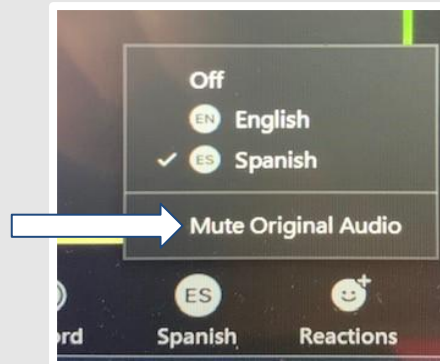 Off
EN English
ES Spanish
Mute Original Audio
ES
rd Spanish Reactions